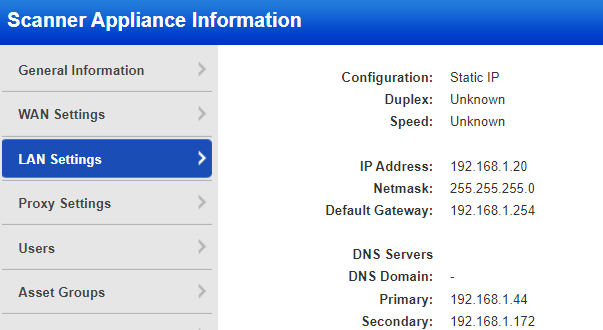 Scanner Appliance Information
General Information
WAN Settings
LAN Settings
Proxy Settings
Users
Asset Groups
Configuration: Static IP
Duplex: Unknown
Speed: Unknown
IP Address: 192.168.1.20
Netmask: 255.255.255.0
Default Gateway: 192.168.1.254
DNS Servers
DNS Domain: -
Primary: 192.168.1.44
Secondary: 192.168.1.172